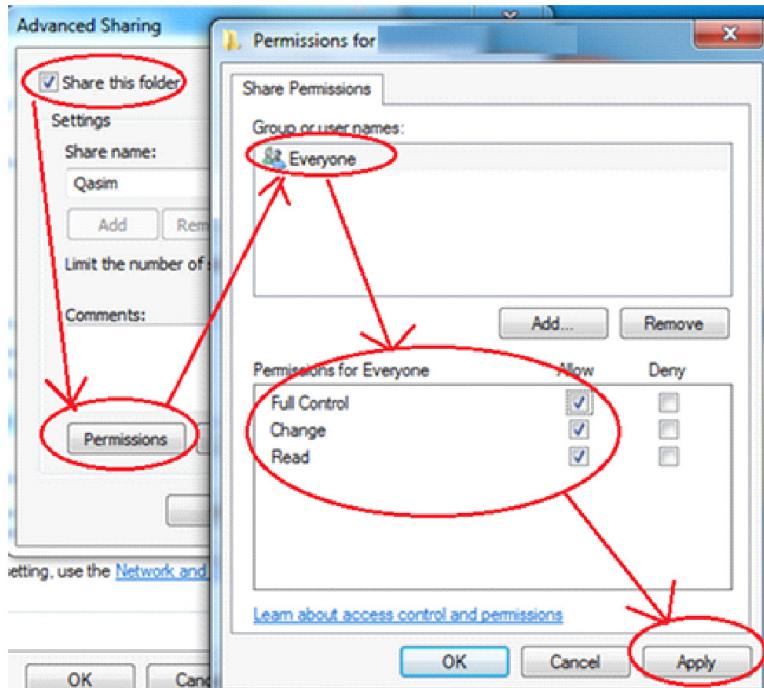 Advanced Sharing
Share this folder
Settings
Share name:
Qasim
Add
Limit the number of
Comments:
Permissions
setting, use the Network and
OK
Permissions for
Share Permissions
Group or user names:
Everyone
Add...
Remove
Permissions for Everyone
Allow
Deny
Full Control
Change
Read
Learn about access control and permissions
OK
Cancel
Apply